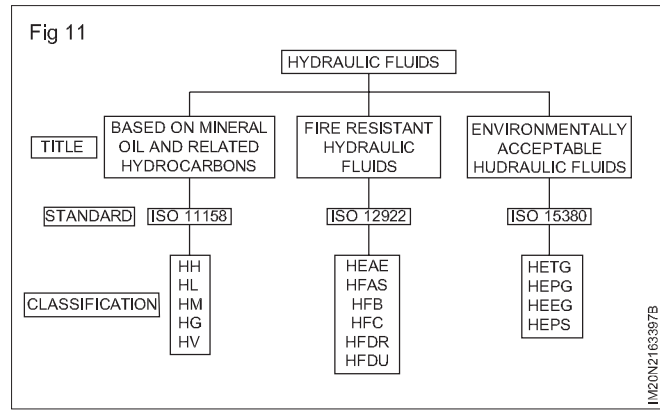 Fig 11
HYDRAULIC FLUIDS
TITLE
BASED ON MINERAL
OIL AND RELATED
HYDROCARBONS
FIRE RESISTANT
HYDRAULIC
FLUIDS
ENVIRONMENTALLY
ACCEPTABLE
HUDRAULIC FLUIDS
STANDARD
ISO 11158
ISO 12922
ISO 15380
CLASSIFICATION
HH
HL
HM
HG
HV
HEAE
HFAS
HFB
HFC
HFDR
HFDU
HETG
HEPG
HEEG
HEPS
IM20N2163397B